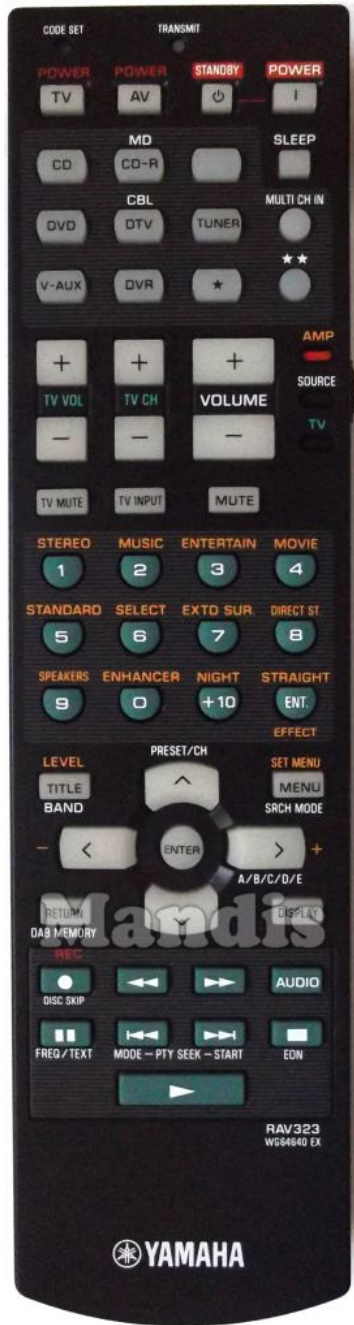 CODE SET TRANSMIT
POWER POWER STANDBY POWER
TV AV I
MD SLEEP
CD CD-R
CBL MULTI CH IN
DVD DTV TUNER
★★
V-AUX DVR ★
AMP
+ + + SOURCE
TV VOL TV CH VOLUME
TV
− − −
TV MUTE TV INPUT MUTE
STEREO MUSIC ENTERTAIN MOVIE
1 2 3 4
STANDARD SELECT EXTD SUR. DIRECT ST.
5 6 7 8
SPEAKERS ENHANCER NIGHT STRAIGHT
9 0 +10 ENT.
EFFECT
LEVEL PRESET/CH SET MENU
TITLE MENU
BAND SRCH MODE
− < ENTER > +
A/B/C/D/E
Mandis
RETURN DISPLAY
DAB MEMORY
REC
AUDIO
DISC SKIP
FREQ/TEXT MODE – PTY SEEK – START EON
RAV323
WG64640 EX
YAMAHA